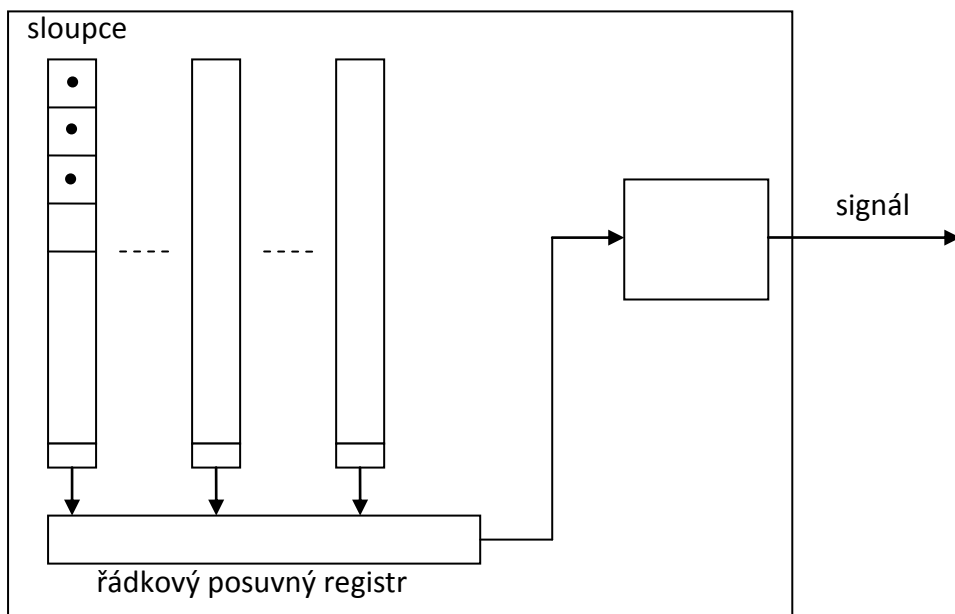 sloupce
signál
řádkový posuvný registr